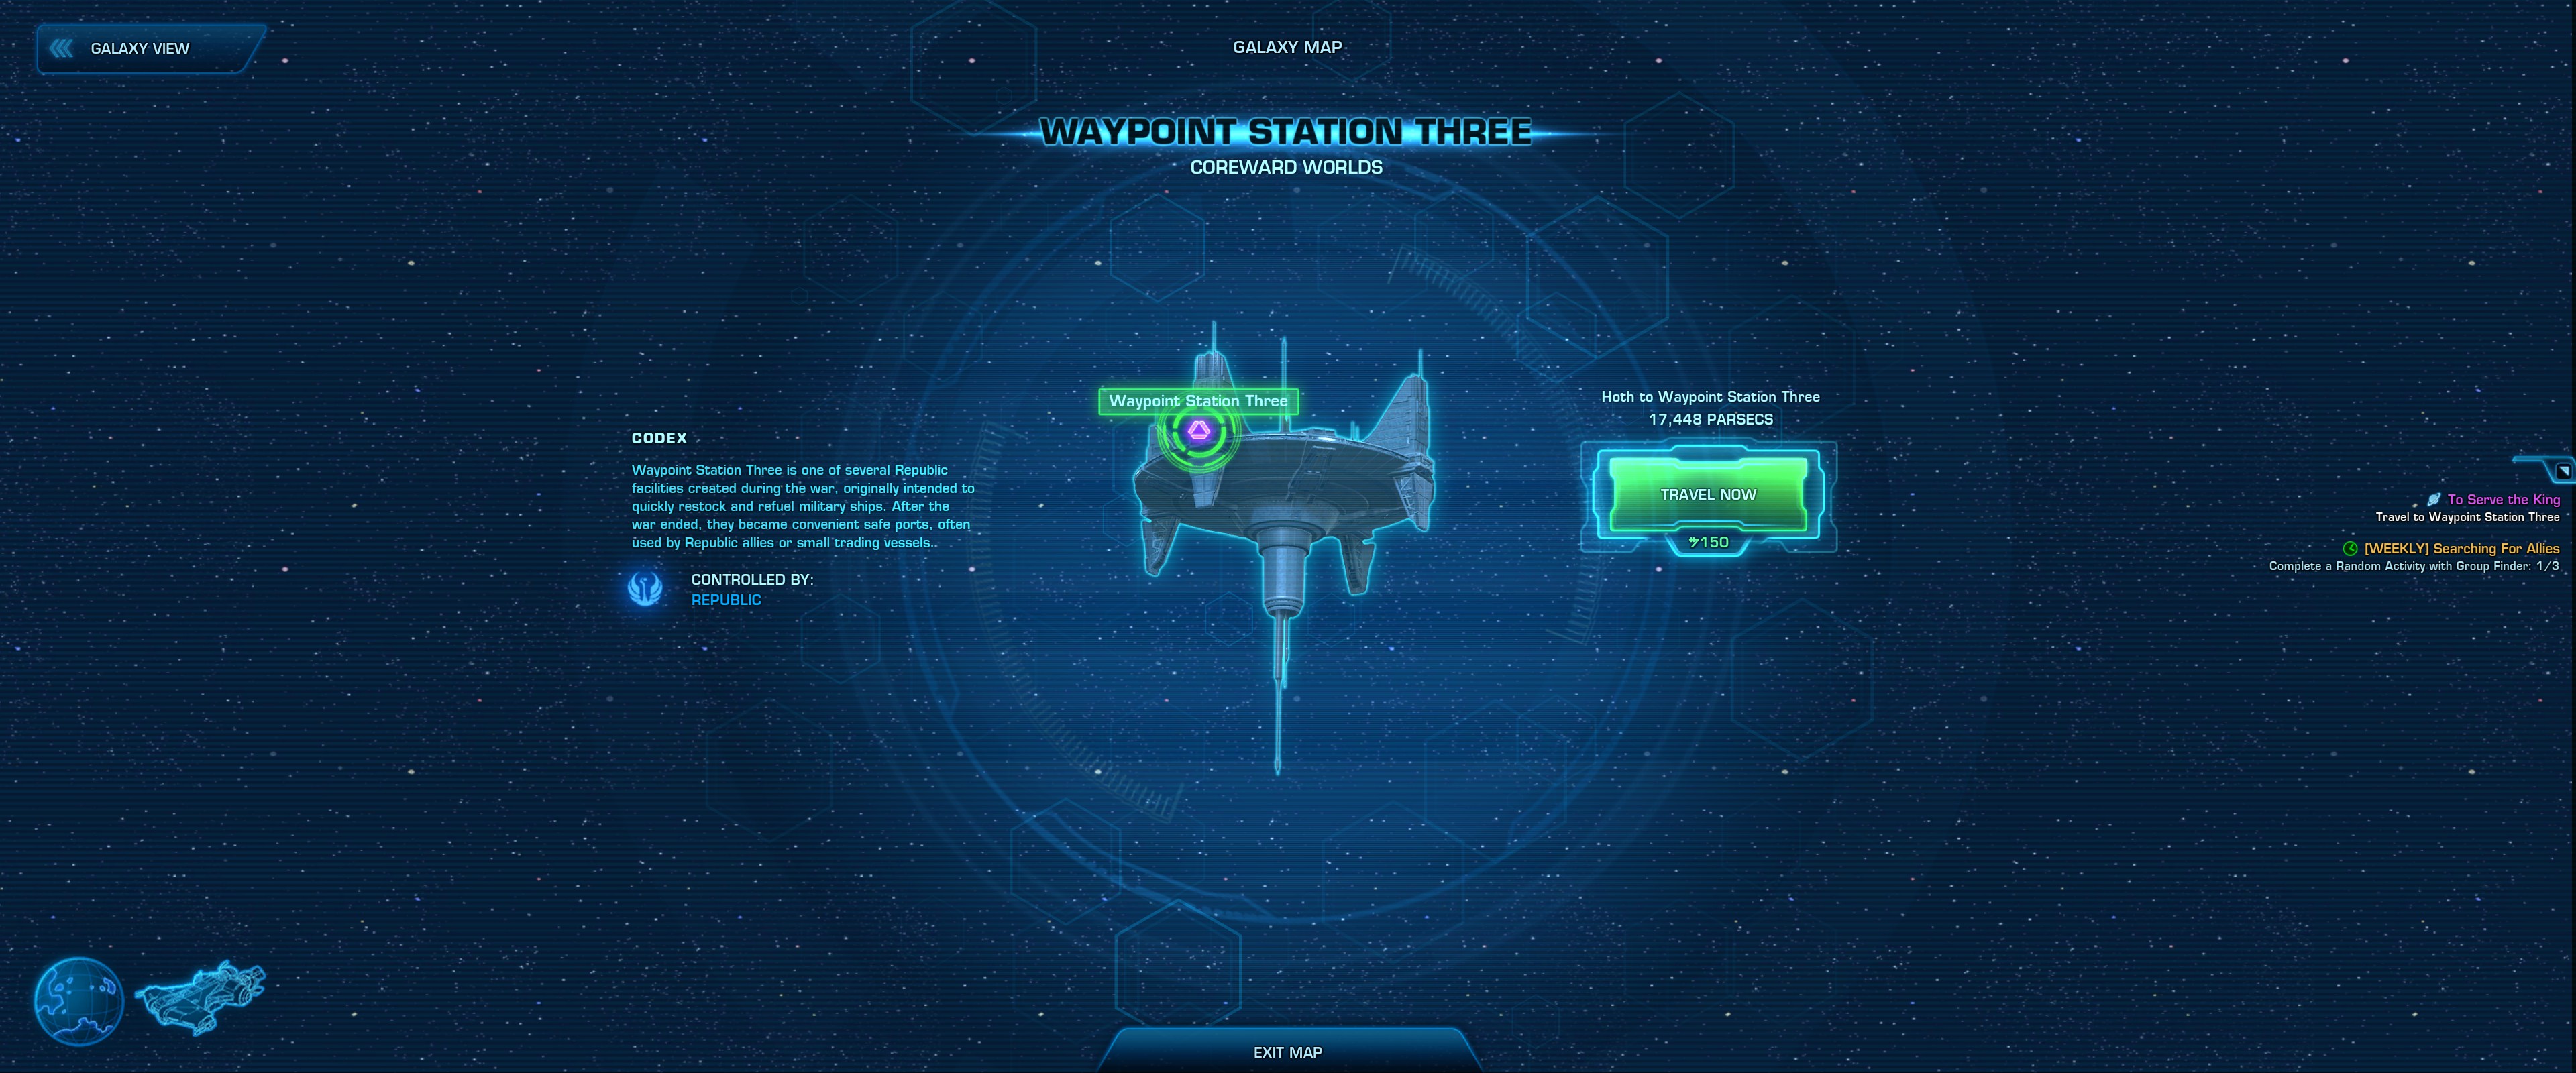 GALAXY VIEW
GALAXY MAP
WAYPOINT STATION THREE
COREWARD WORLDS
Waypoint Station Three
CODEX
Waypoint Station Three is one of several Republic
facilities created during the war, originally intended to
quickly restock and refuel military ships. After the
war ended, they became convenient safe ports, often
used by Republic allies or small trading vessels.
CONTROLLED BY:
REPUBLIC
Hoth to Waypoint Station Three
17,448 PARSECS
TRAVEL NOW
150
To Serve the King
Travel to Waypoint Station Three
[WEEKLY] Searching For Allies
Complete a Random Activity with Group Finder: 1/3
EXIT MAP